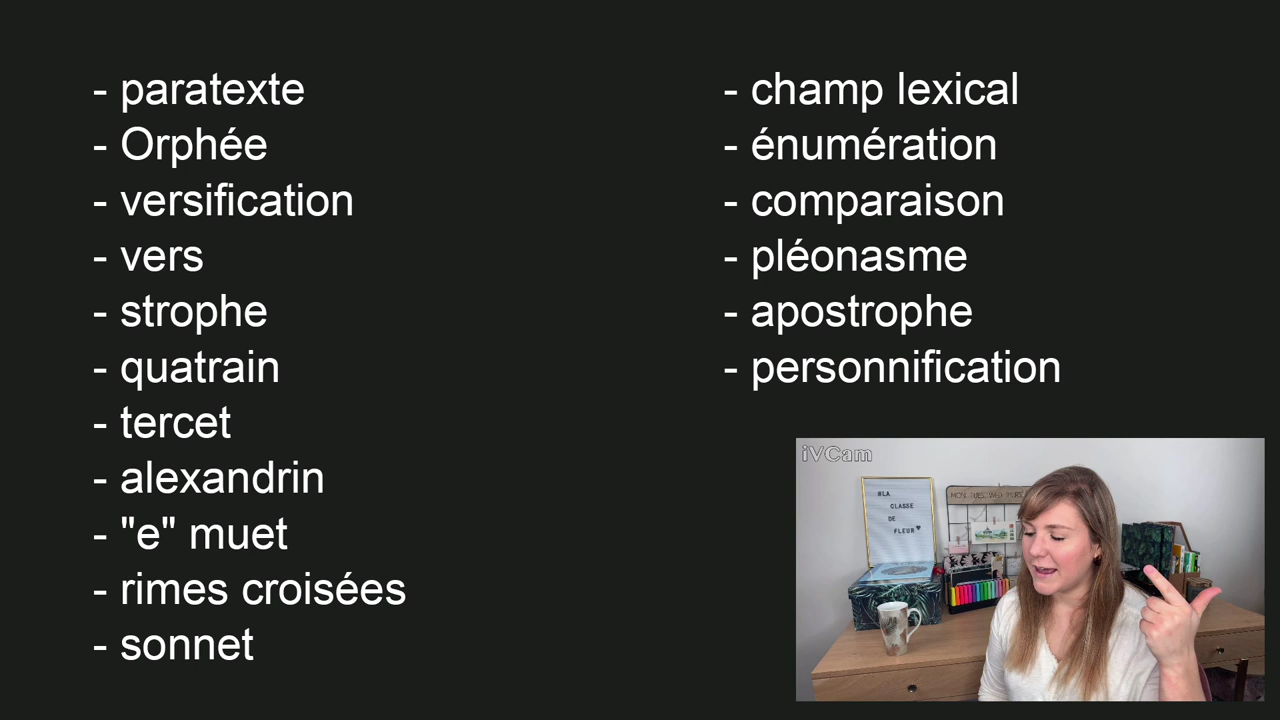 - paratexte
- Orphée
- versification
- vers
- strophe
- quatrain
- tercet
- alexandrin
- "e" muet
- rimes croisées
- sonnet
- champ lexical
- énumération
- comparaison
- pléonasme
- apostrophe
- personnification
iVCam
#LA
CLASSE
DE
FLEUR